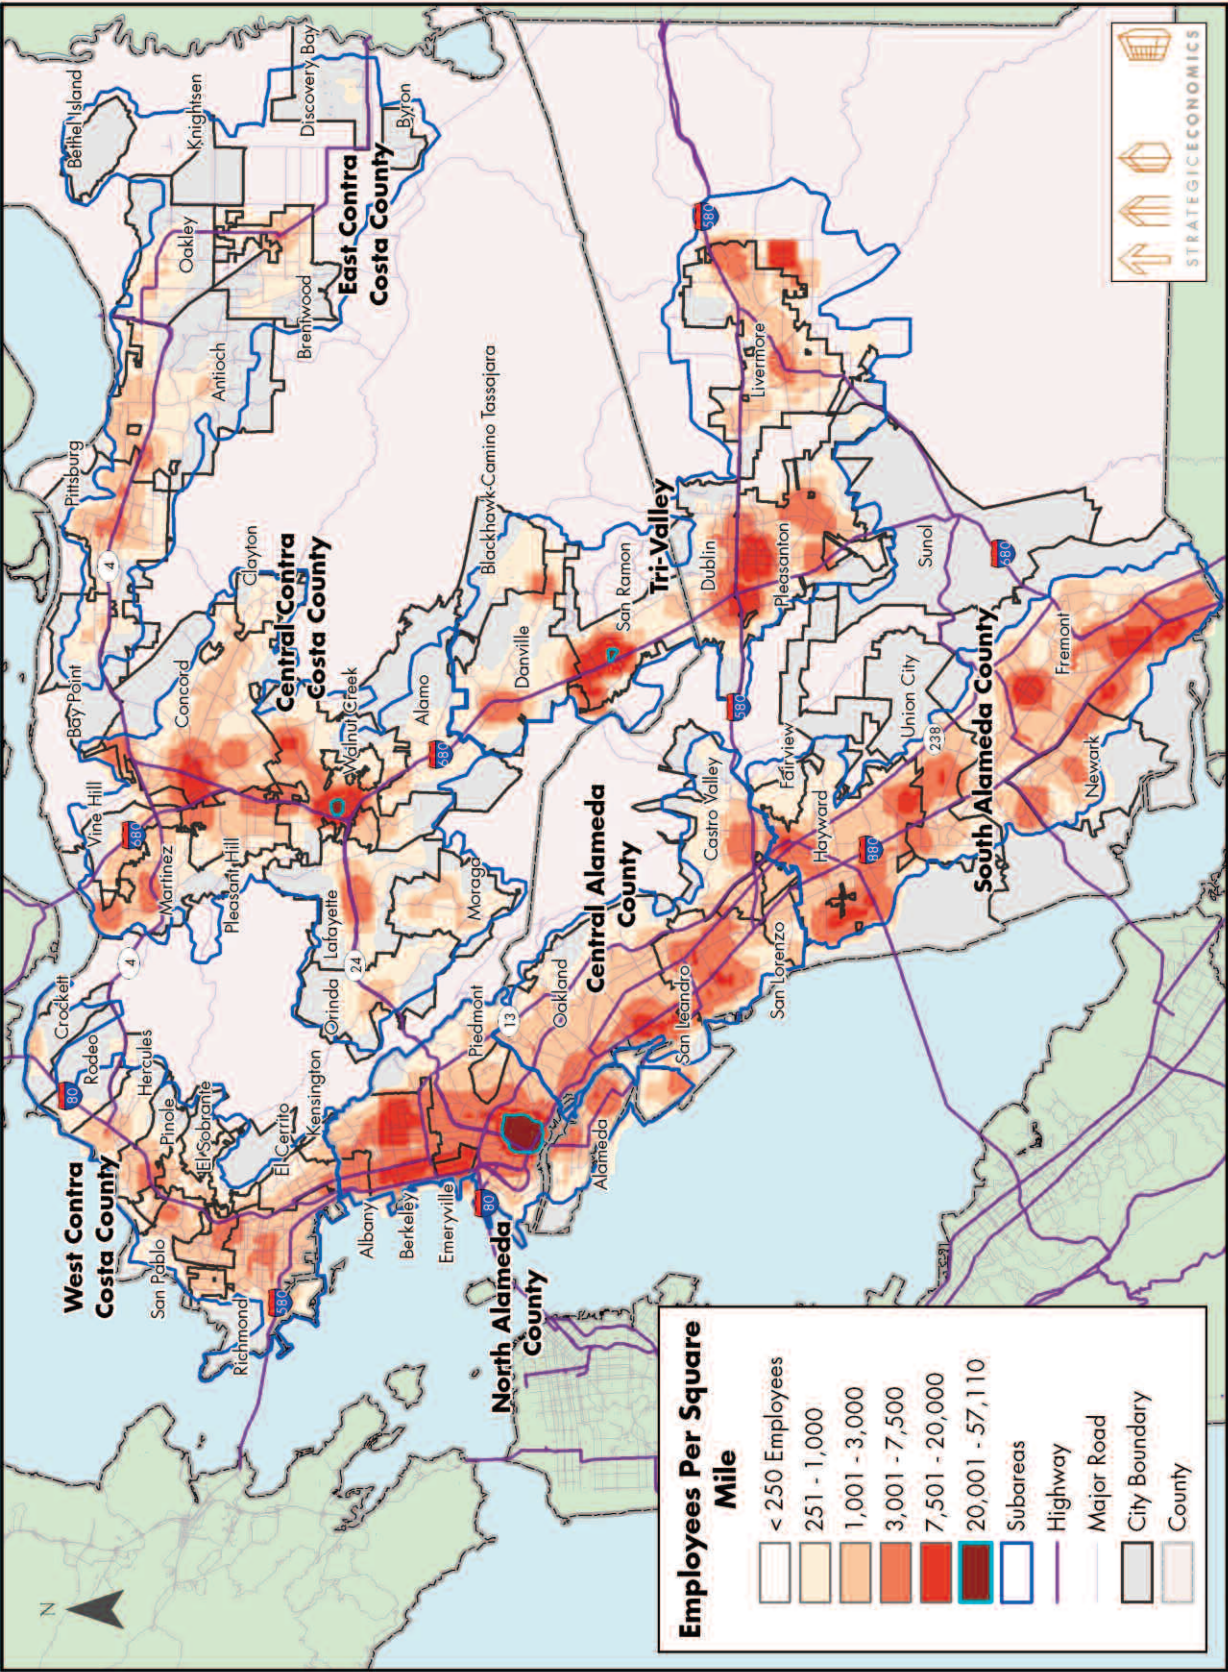 Bethel Island
Knightsen
Discovery Bay
Byron
Oakley
East Contra
Costa County
Brentwood
Antioch
Pittsburg
4
Bay Point
Clayton
Central Contra
Costa County
Concord
Walnut Creek
Vine Hill
680
Martinez
Pleasant Hill
Lafayette
24
Orinda
Moraga
Alamo
680
Blackhawk-Camino Tassajara
Danville
San Ramon
Tri-Valley
580
Livermore
Dublin
Pleasanton
580
Sunol
680
Crockett
4
Rodeo
80
Hercules
Pinole
El Sobrante
El Cerrito
Kensington
West Contra
Costa County
San Pablo
Richmond
580
Albany
Berkeley
Emeryville
80
North Alameda
County
Piedmont
13
Oakland
Alameda
Central Alameda
County
San Leandro
San Lorenzo
Castro Valley
Fairview
Hayward
880
Union City
238
South Alameda County
Fremont
Newark
N
Employees Per Square
Mile
< 250 Employees
251 - 1,000
1,001 - 3,000
3,001 - 7,500
7,501 - 20,000
20,001 - 57,110
Subareas
Highway
Major Road
City Boundary
County
STRATEGICECONOMICS